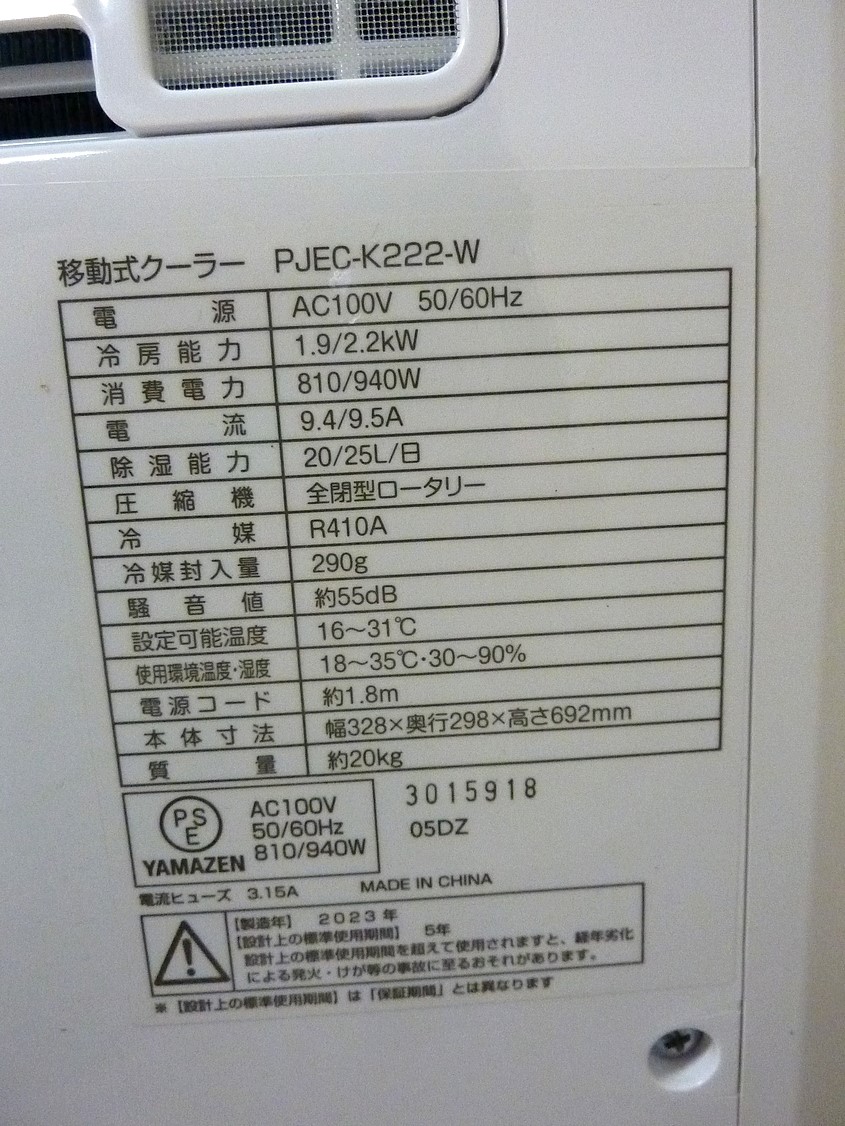 移動式クーラー PJEC-K222-W
電源 AC100V 50/60Hz
冷房能力 1.9/2.2kW
消費電力 810/940W
電流 9.4/9.5A
除湿能力 20/25L/日
圧縮機 全閉型ロータリー
冷媒 R410A
冷媒封入量 290g
騒音値 約55dB
設定可能温度 16～31℃
使用環境温度・湿度 18～35℃・30～90%
電源コード 約1.8m
本体寸法 幅328×奥行298×高さ692mm
質量 約20kg
PSE
YAMAZEN
AC100V
50/60Hz
810/940W
3015918
05DZ
電流ヒューズ 3.15A MADE IN CHINA
【製造年】 2023年
【設計上の標準使用期間】 5年
設計上の標準使用期間を超えて使用されますと、経年劣化
による発火・けが等の事故に至るおそれがあります。
※【設計上の標準使用期間】は「保証期間」とは異なります